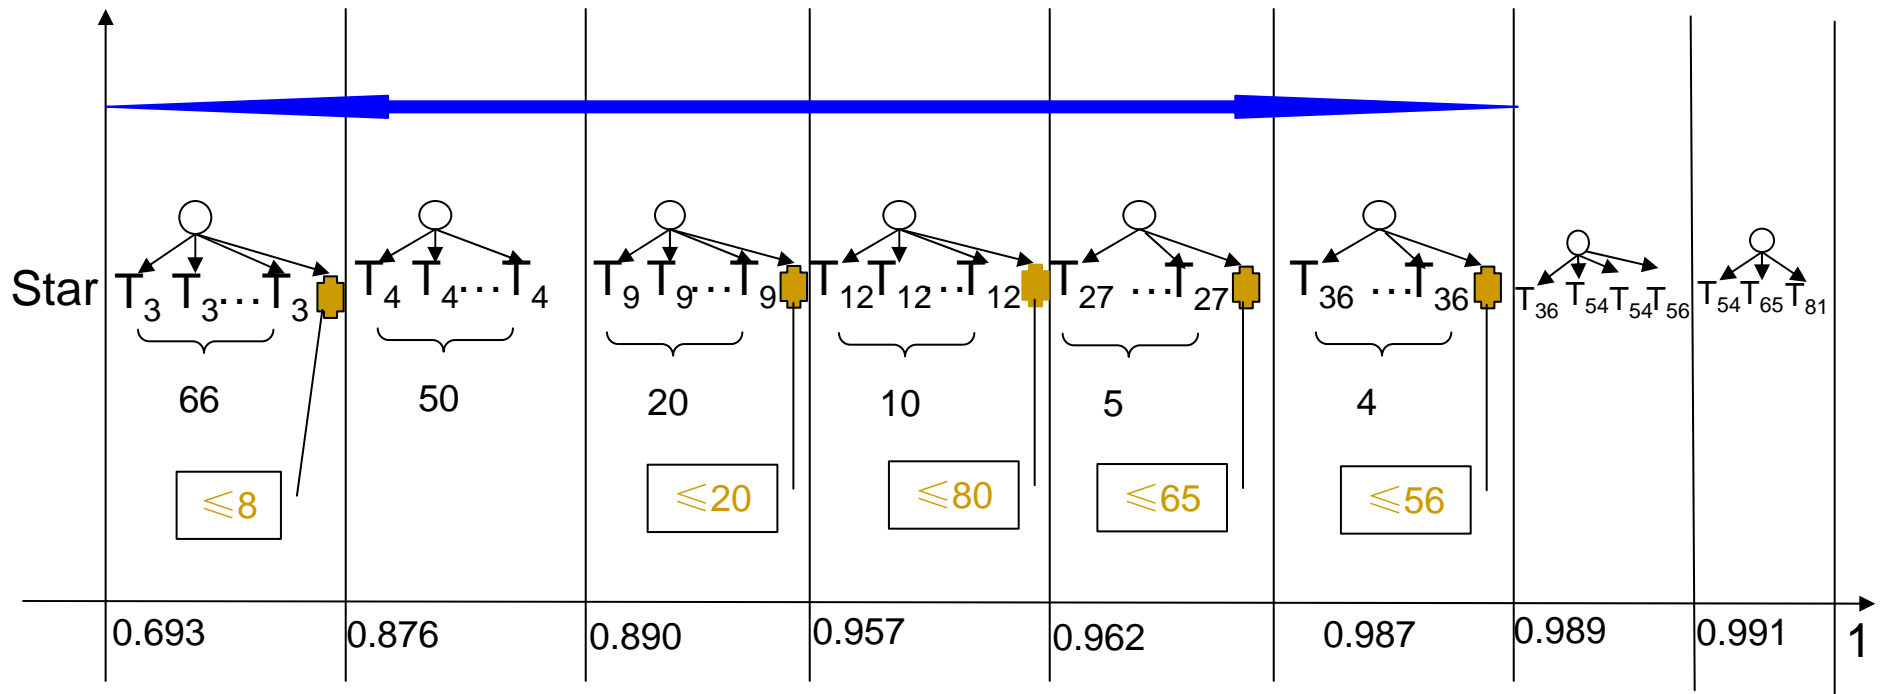 Star T3 T3…T3 T4 T4…T4 T9 T9…T9 T12 T12…T12 T27 …T27 T36 …T36 T36 T54 T54 T56 T54 T65 T81
66 50 20 10 5 4
≤8 ≤20 ≤80 ≤65 ≤56
0.693 0.876 0.890 0.957 0.962 0.987 0.989 0.991 1